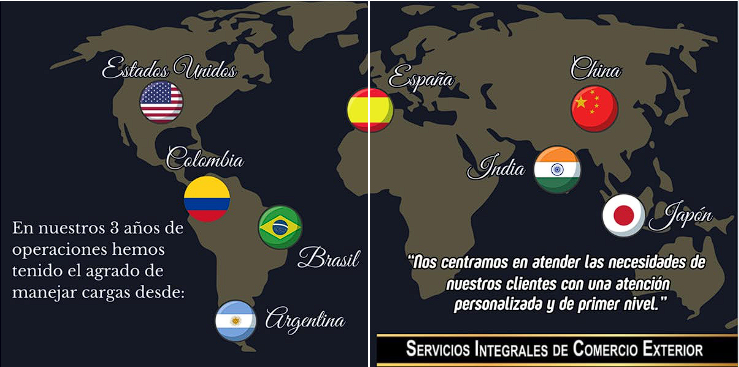 Estados Unidos
España
China
Colombia
India
Japón
En nuestros 3 años de
operaciones hemos
tenido el agrado de
manejar cargas desde:
Brasil
Argentina
“Nos centramos en atender las necesidades de
nuestros clientes con una atención
personalizada y de primer nivel.”
SERVICIOS INTEGRALES DE COMERCIO EXTERIOR